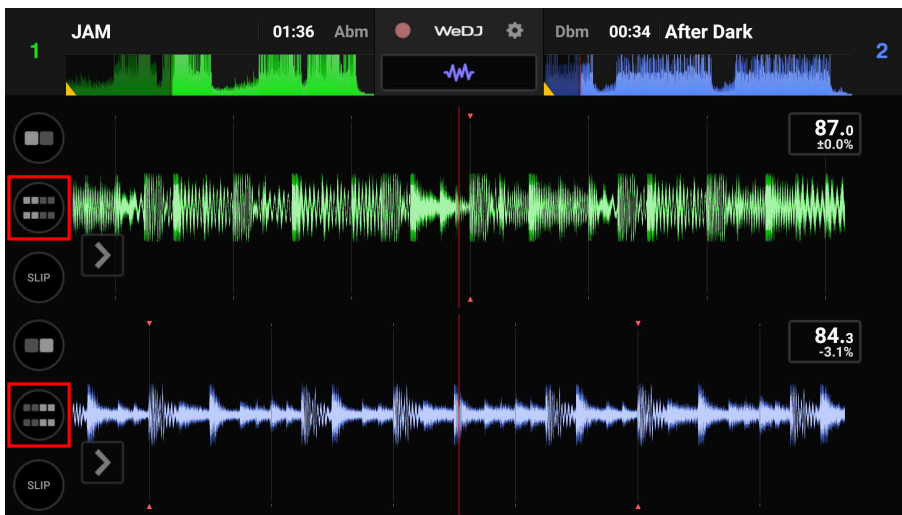 1
JAM
01:36 Abm
WeDJ
Dbm 00:34 After Dark
2
87.0
±0.0%
SLIP
84.3
-3.1%
SLIP